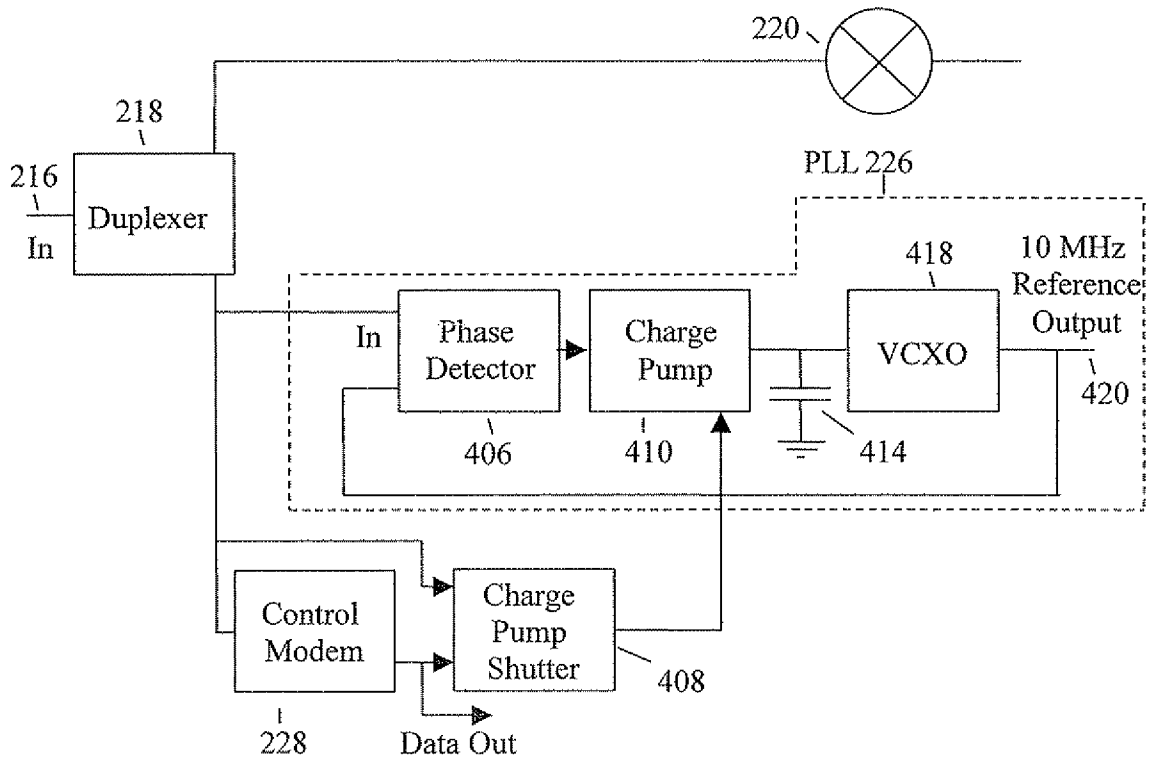 220
218
PLL 226
216
Duplexer
In
418
10 MHz
Reference
Output
In
Phase
Detector
Charge
Pump
VCXO
420
406
410
414
Control
Modem
Charge
Pump
Shutter
408
228
Data Out